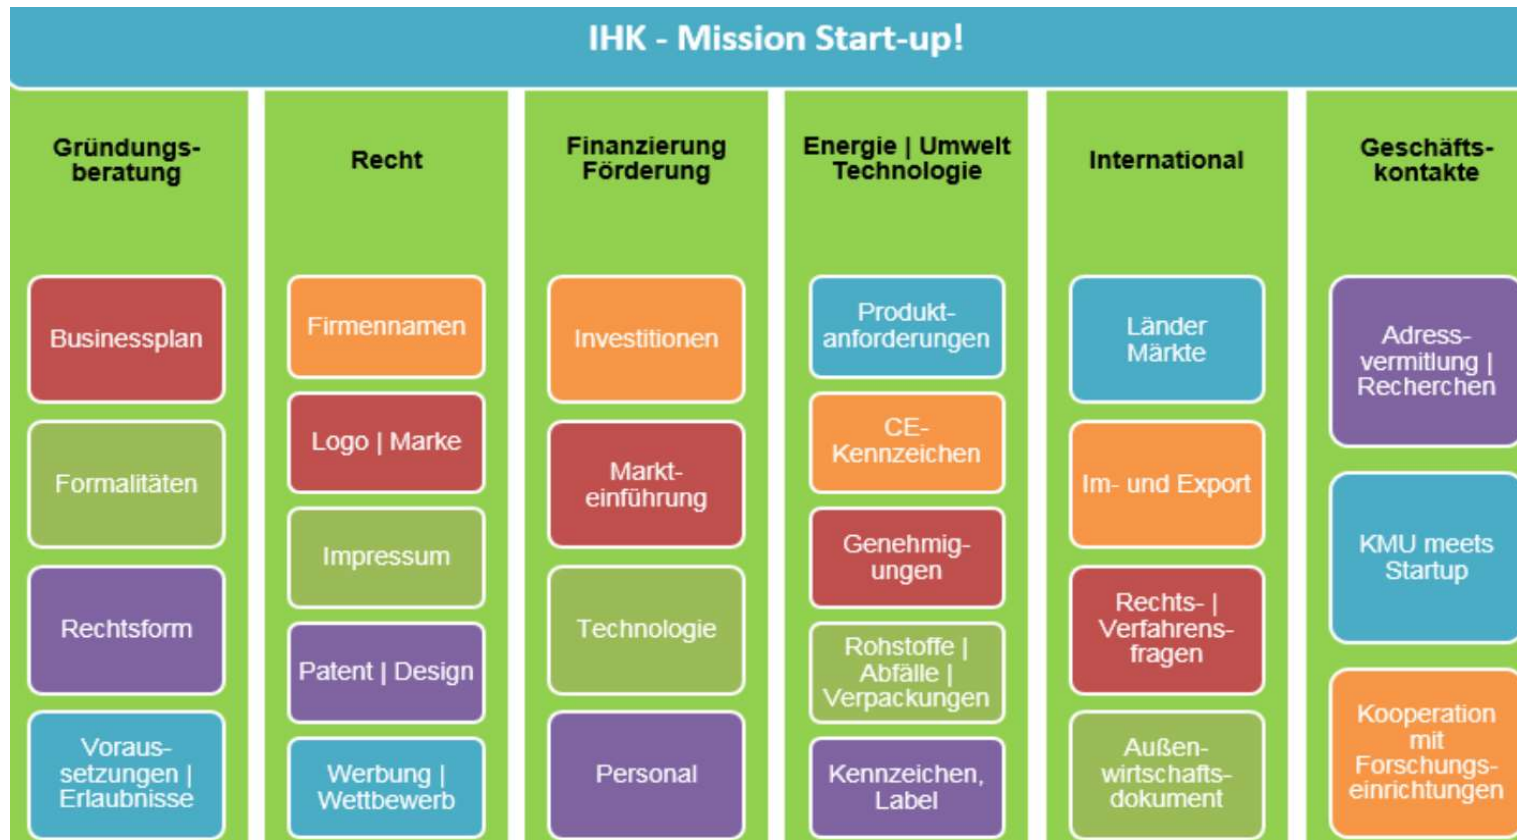 IHK - Mission Start-up!
Gründungs-
beratung
Businessplan
Formalitäten
Rechtsform
Voraus-
setzungen |
Erlaubnisse
Recht
Firmennamen
Logo | Marke
Impressum
Patent | Design
Werbung |
Wettbewerb
Finanzierung
Förderung
Investitionen
Markt-
einführung
Technologie
Personal
Energie | Umwelt
Technologie
Produkt-
anforderungen
CE-
Kennzeichen
Genehmig-
ungen
Rohstoffe |
Abfälle |
Verpackungen
Kennzeichen,
Label
International
Länder
Märkte
Im- und Export
Rechts- |
Verfahrens-
fragen
Außen-
wirtschafts-
dokument
Geschäfts-
kontakte
Adress-
vermitlung |
Recherchen
KMU meets
Startup
Kooperation
mit
Forschungs-
einrichtungen